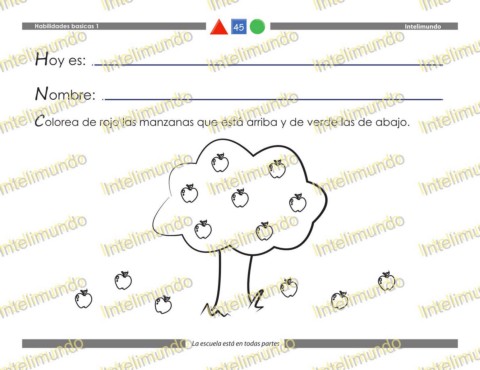 Habilidades basicas 1
45
Intelimundo
Hoy es:
Nombre:
Colorea de rojo las manzanas que está arriba y de verde las de abajo.
La escuela está en todas partes
Intelimundo